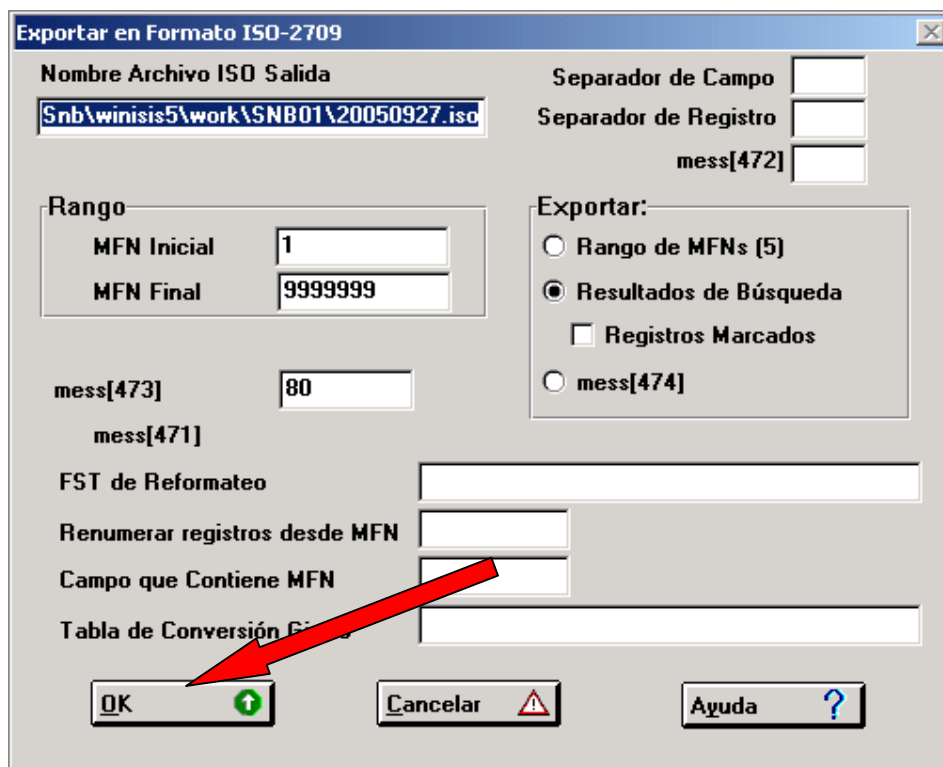 Exportar en Formato ISO-2709
Nombre Archivo ISO Salida
Snb\winisis5\work\SNB01\20050927.iso
Separador de Campo
Separador de Registro
mess[472]
Rango
MFN Inicial 1
MFN Final 9999999
Exportar:
Rango de MFNs (5)
Resultados de Búsqueda
Registros Marcados
mess[474]
mess[473] 80
mess[471]
FST de Reformateo
Renumerar registros desde MFN
Campo que Contiene MFN
Tabla de Conversión
OK
Cancelar
Ayuda ?